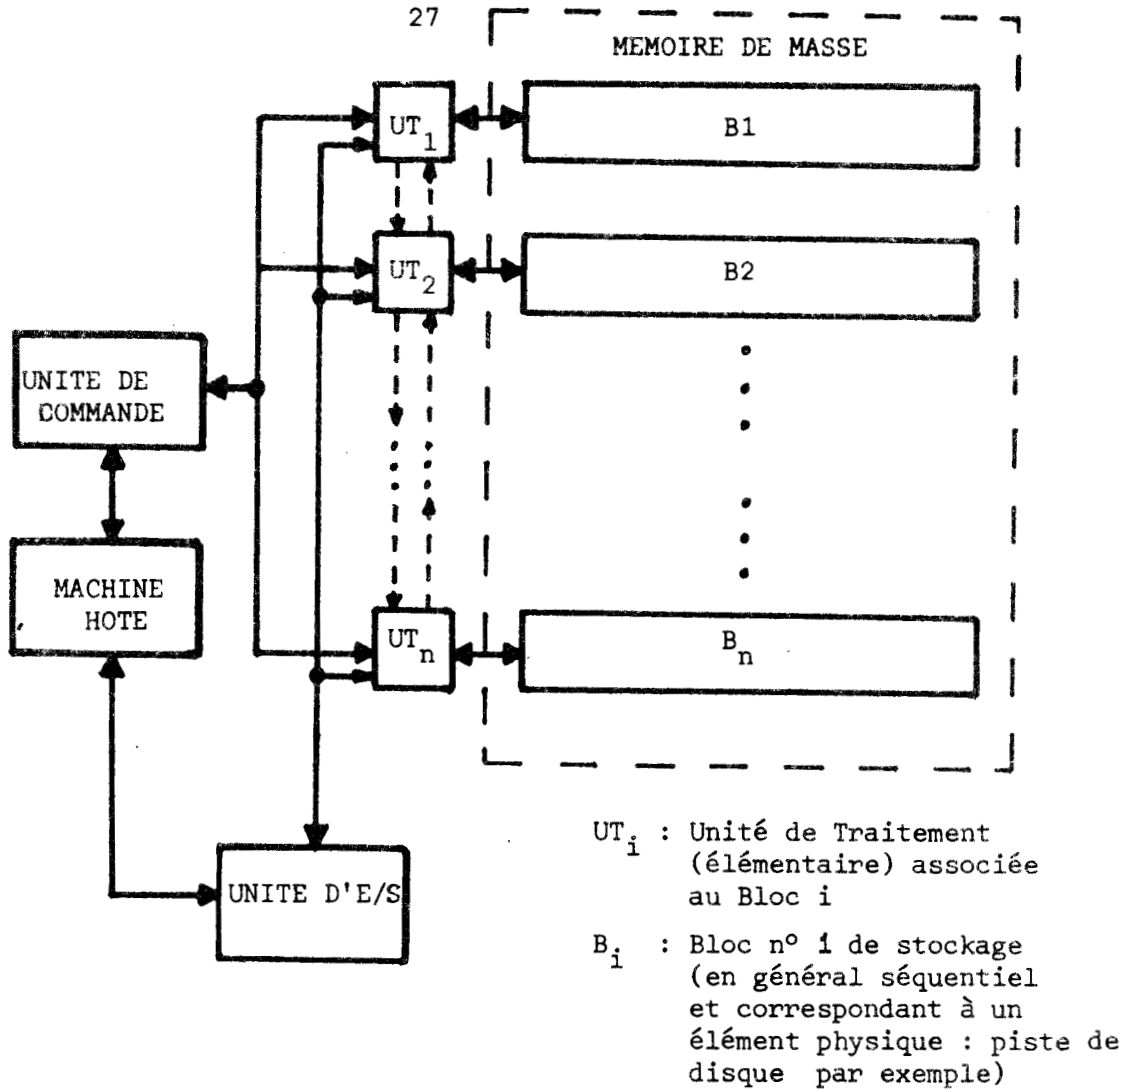 27
MEMOIRE DE MASSE
UT1
B1
UT2
B2
UNITE DE
COMMANDE
MACHINE
HOTE
UTn
Bn
UNITE D'E/S
UTi : Unité de Traitement
(élémentaire) associée
au Bloc i
Bi : Bloc n° i de stockage
(en général séquentiel
et correspondant à un
élément physique : piste de
disque par exemple)